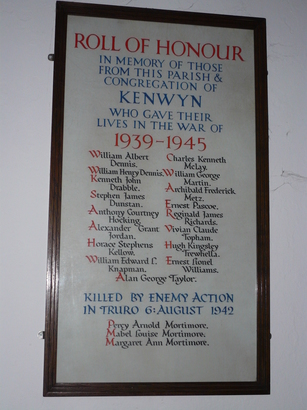 ROLL OF HONOUR
IN MEMORY OF THOSE
FROM THIS PARISH &
CONGREGATION OF
KENWYN
WHO GAVE THEIR
LIVES IN THE WAR OF
1939-1945
William Albert
Dennis.
William Henry Dennis.
Kenneth John
Drabble.
Stephen James
Dunstan.
Anthony Courtney
Hocking.
Alexander Grant
Jordan.
Horace Stephens
Kellow.
William Edward L.
Knapman.
Charles Kenneth
McLay.
William George
Martin.
Archibald Frederick
Metz.
Ernest Pascoe.
Reginald James
Richards.
Vivian Claude
Topham.
Hugh Kingsley
Trewhella.
Ernest Lionel
Williams.
Alan George Taylor.
KILLED BY ENEMY ACTION
IN TRURO 6: AUGUST 1942
Percy Arnold Mortimore.
Mabel Louise Mortimore.
Margaret Ann Mortimore.